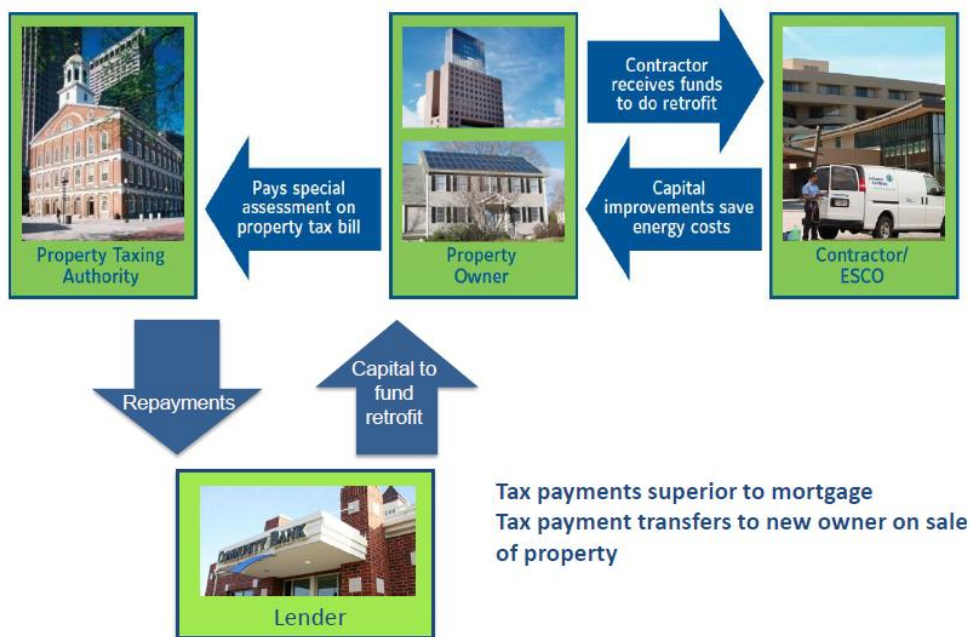 Property Taxing
Authority
Pays special
assessment on
property tax bill
Property
Owner
Contractor
receives funds
to do retrofit
Capital
improvements save
energy costs
Contractor/
ESCO
Repayments
Capital to
fund
retrofit
COMMUNITY BANK
Lender
Tax payments superior to mortgage
Tax payment transfers to new owner on sale
of property